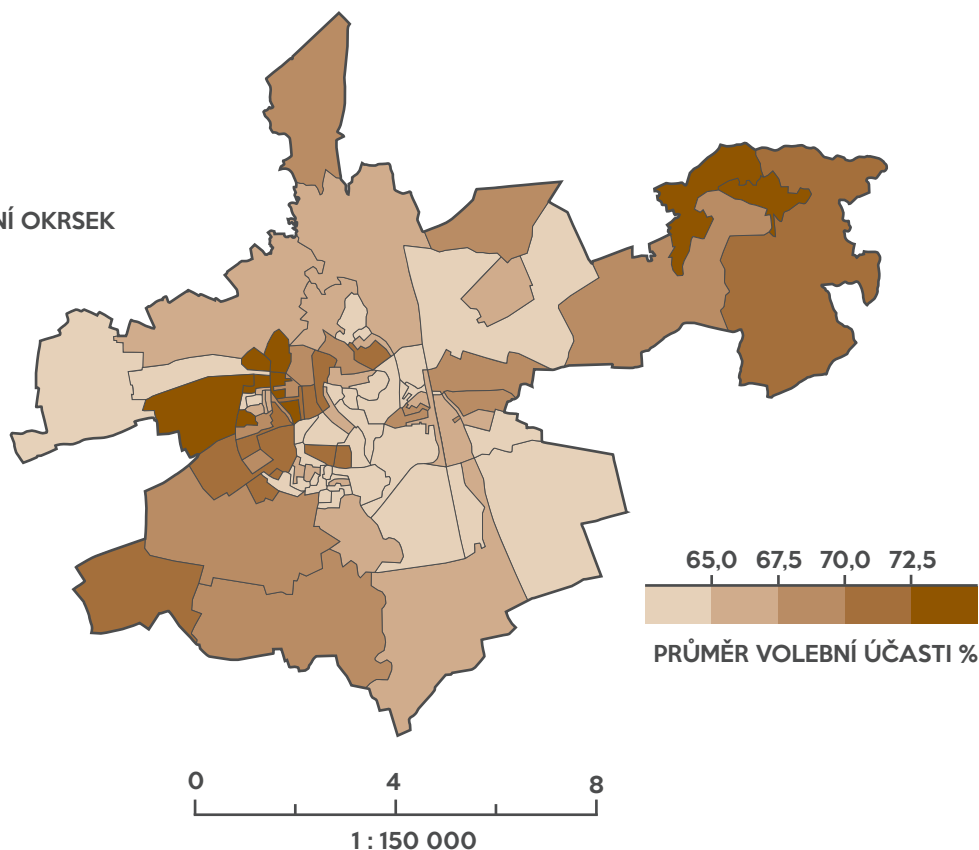 NÍ OKRSEK
65,0 67,5 70,0 72,5
PRŮMĚR VOLEBNÍ ÚČASTI %
0 4 8
1 : 150 000